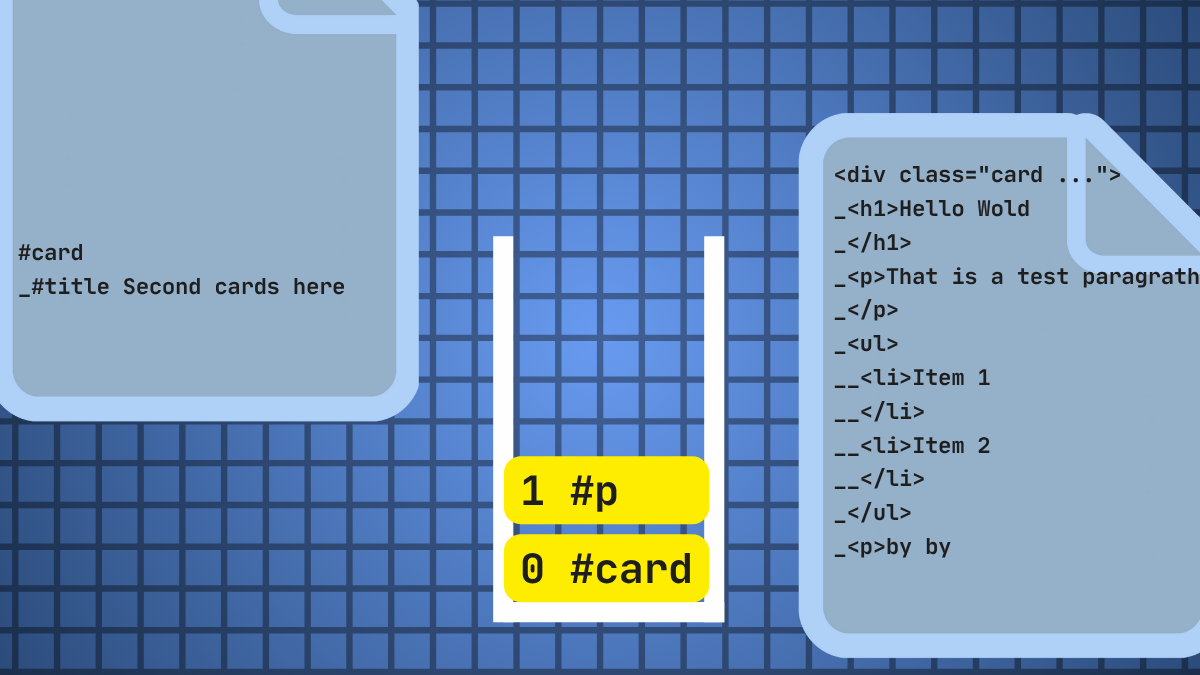 #card
_#title Second cards here
1 #p
0 #card
<div class="card ...">
_<h1>Hello Wold
_</h1>
_<p>That is a test paragrath
_</p>
_<ul>
__<li>Item 1
__</li>
__<li>Item 2
__</li>
_</ul>
_<p>by by